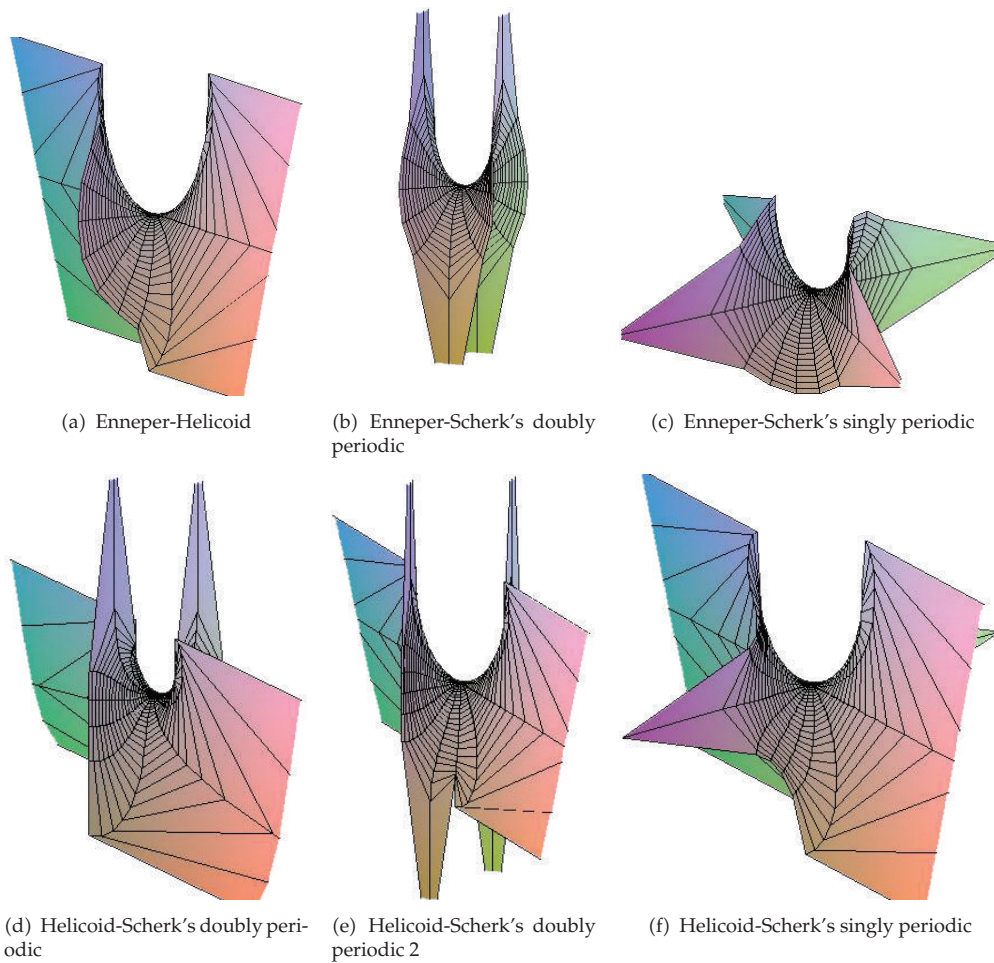 (a) Enneper-Helicoid
(b) Enneper-Scherk's doubly
periodic
(c) Enneper-Scherk's singly periodic
(d) Helicoid-Scherk's doubly peri-
odic
(e) Helicoid-Scherk's doubly
periodic 2
(f) Helicoid-Scherk's singly periodic